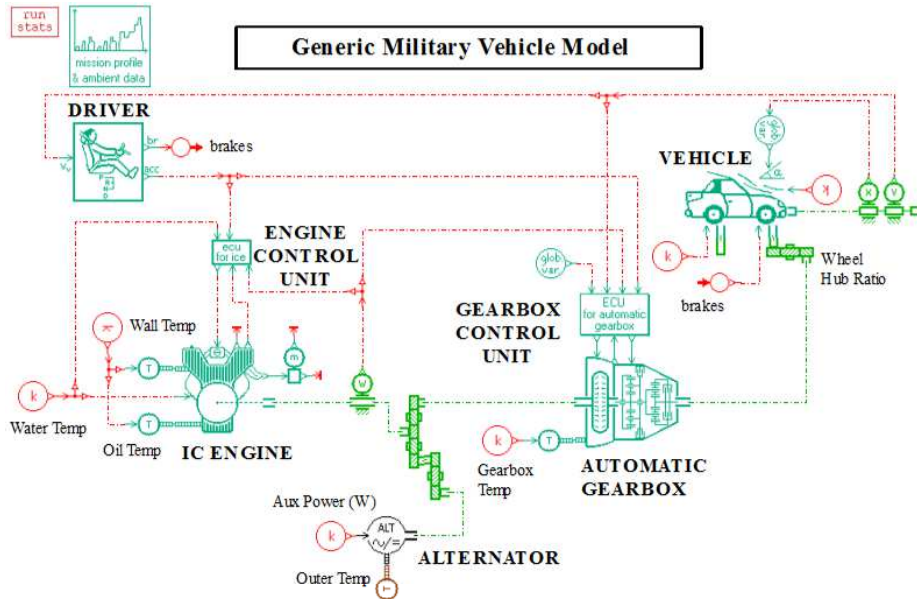 run
stats
mission profile
& ambient data
Generic Military Vehicle Model
DRIVER
br
brakes
acc
glob
var
VEHICLE
α
x
v
k
ENGINE
CONTROL
UNIT
ecu
for ice
glob
var
ECU
for automatic
gearbox
GEARBOX
CONTROL
UNIT
k
brakes
Wheel
Hub Ratio
Wall Temp
T
m
k
Water Temp
T
Oil Temp
IC ENGINE
W
k
T
Gearbox
Temp
AUTOMATIC
GEARBOX
Aux Power (W)
k
ALT
ALTERNATOR
Outer Temp
T